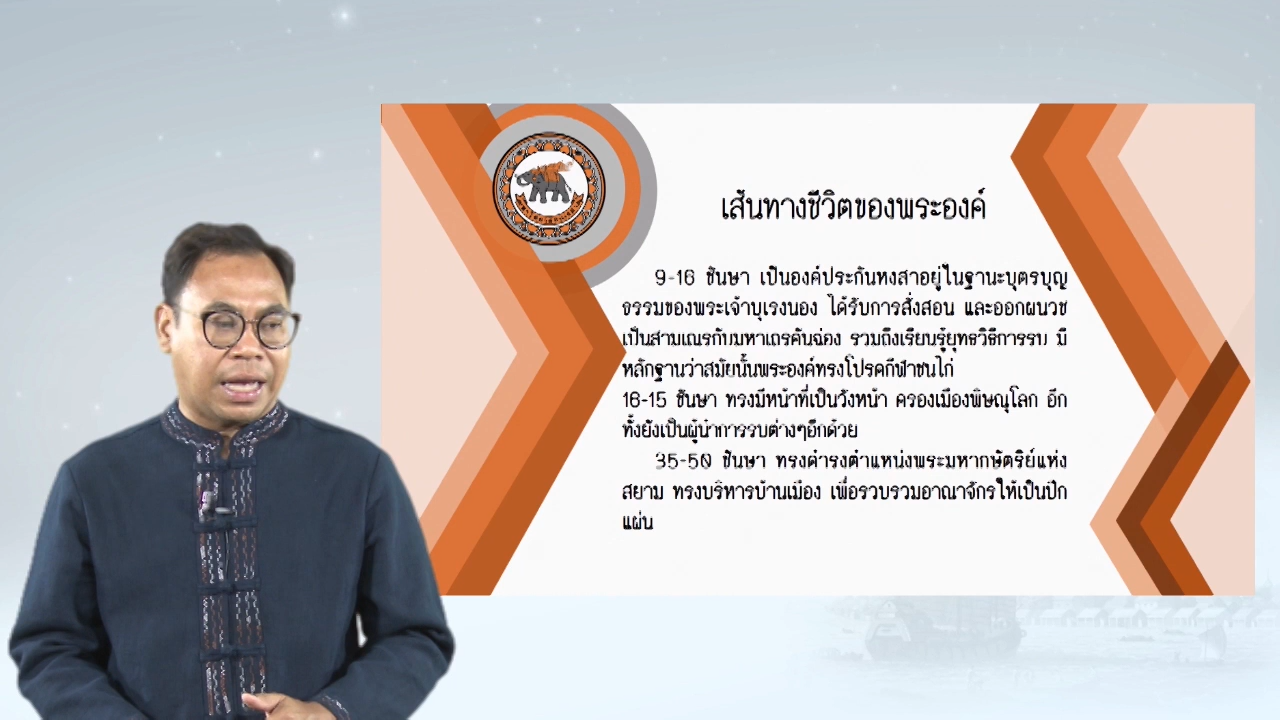 เส้นทางชีวิตของพระองค์
9-16 ชันษา เป็นองค์ประกันหงสาอยู่ในฐานะบุตรบุญ
ธรรมของพระเจ้าบุเรงนอง ได้รับการสั่งสอน และออกผนวช
เป็นสามเณรกับมหาเถรคันฉ่อง รวมถึงเรียนรู้ยุทธวิธีการรบ มี
หลักฐานว่าสมัยนั้นพระองค์ทรงโปรดกีฬาชนไก่
16-15 ชันษา ทรงมีหน้าที่เป็นวังหน้า ครองเมืองพิษณุโลก อีก
ทั้งยังเป็นผู้นำการรบต่างๆอีกด้วย
35-50 ชันษา ทรงดำรงตำแหน่งพระมหากษัตริย์แห่ง
สยาม ทรงบริหารบ้านเมือง เพื่อรวบรวมอาณาจักรให้เป็นปึก
แผ่น